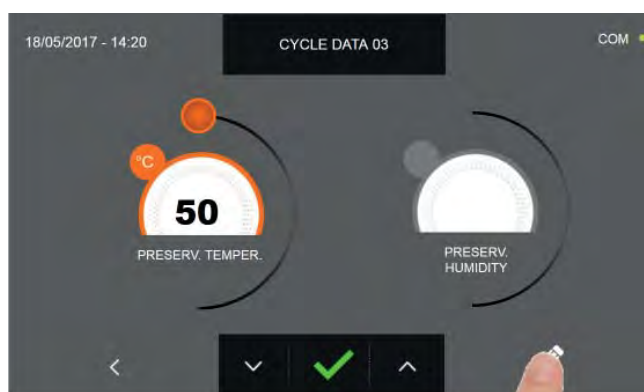 18/05/2017 - 14:20
CYCLE DATA 03
COM
°C
50
PRESERV. TEMPER.
PRESERV.
HUMIDITY